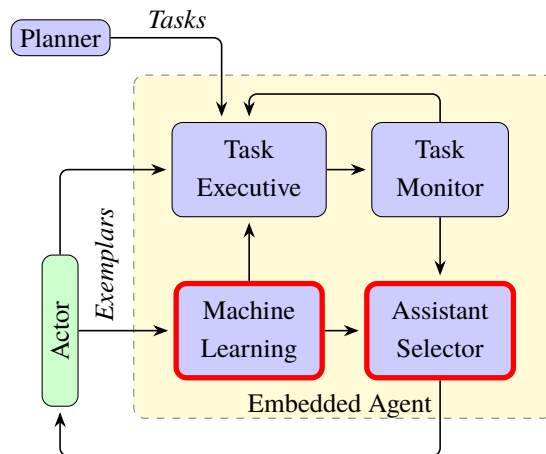 Tasks
Planner
Task
Executive
Task
Monitor
Exemplars
Actor
Machine
Learning
Assistant
Selector
Embedded Agent